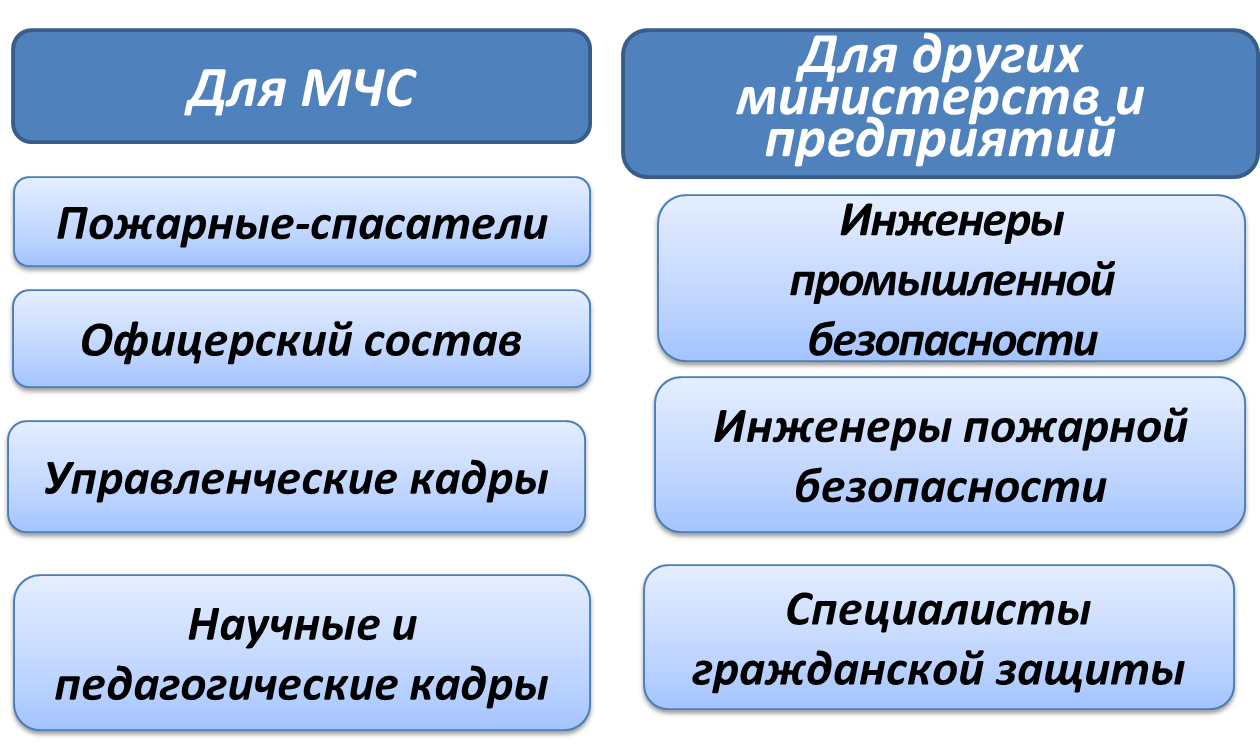 Для МЧС
Пожарные-спасатели
Офицерский состав
Управленческие кадры
Научные и
педагогические кадры
Для других
министерств и
предприятий
Инженеры
промышленной
безопасности
Инженеры пожарной
безопасности
Специалисты
гражданской защиты